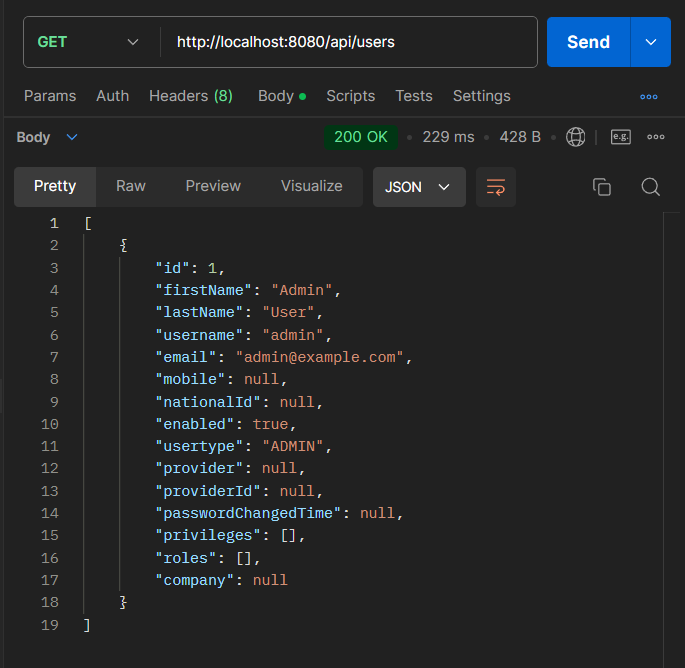 GET http://localhost:8080/api/users Send
Params Auth Headers (8) Body Scripts Tests Settings
Body 200 OK 229 ms 428 B e.g.
Pretty Raw Preview Visualize JSON
1 [
2 {
3 "id": 1,
4 "firstName": "Admin",
5 "lastName": "User",
6 "username": "admin",
7 "email": "admin@example.com",
8 "mobile": null,
9 "nationalId": null,
10 "enabled": true,
11 "usertype": "ADMIN",
12 "provider": null,
13 "providerId": null,
14 "passwordChangedTime": null,
15 "privileges": [],
16 "roles": [],
17 "company": null
18 }
19 ]